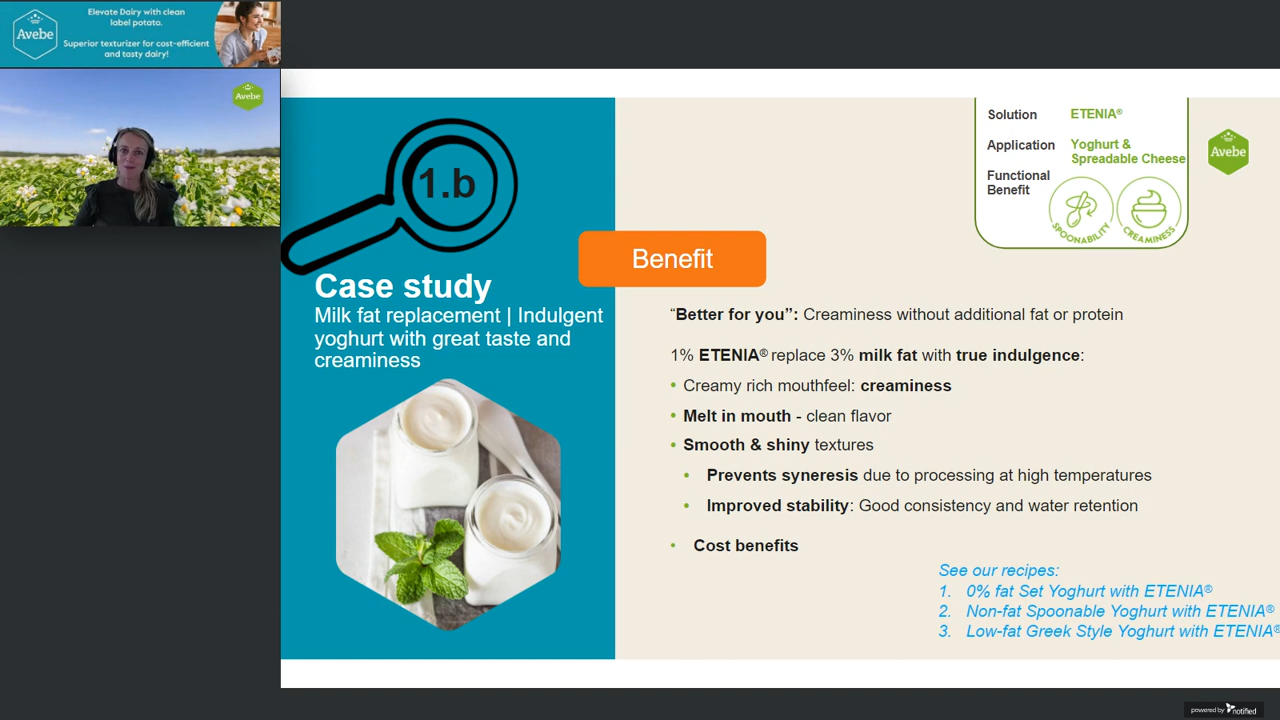 Avebe
Elevate Dairy with clean
label potato.
Superior texturizer for cost-efficient
and tasty dairy!
Avebe
1.b
Case study
Milk fat replacement | Indulgent
yoghurt with great taste and
creaminess
Solution ETENIA®
Application Yoghurt &
Spreadable Cheese
Functional
Benefit
SPOONABILITY
CREAMINESS
Avebe
Benefit
“Better for you”: Creaminess without additional fat or protein
1% ETENIA® replace 3% milk fat with true indulgence:
• Creamy rich mouthfeel: creaminess
• Melt in mouth - clean flavor
• Smooth & shiny textures
• Prevents syneresis due to processing at high temperatures
• Improved stability: Good consistency and water retention
• Cost benefits
See our recipes:
1. 0% fat Set Yoghurt with ETENIA®
2. Non-fat Spoonable Yoghurt with ETENIA®
3. Low-fat Greek Style Yoghurt with ETENIA®
powered by notified